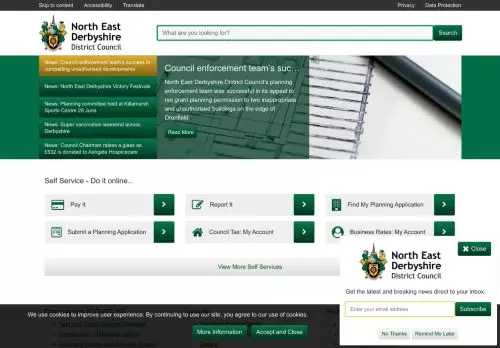 Skip to content Accessibility Translate Privacy Data Protection
North East
Derbyshire
District Council
What are you looking for? Search
News: Council enforcement team's success in
combatting unauthorised developments
News: North East Derbyshire Victory Festivals
News: Planning committee held at Killamarsh
Sports Centre 29 June
News: Super vaccination weekend across
Derbyshire
News: Council Chairman raises a glass as
£532 is donated to Ashgate Hospicecare
Council enforcement team's suc...
North East Derbyshire District Council's planning
enforcement team was successful in its appeal to
not grant planning permission to two inappropriate
and unauthorised buildings on the edge of
Dronfield.
Read More
Self Service - Do it online...
Pay It
Report It
Find My Planning Application
Submit a Planning Application
Council Tax: My Account
Business Rates: My Account
View More Self Services
Close
North East
Derbyshire
District Council
Get the latest and breaking news direct to your inbox.
Enter your email address Subscribe
No Thanks Remind Me Later
We use cookies to improve user experience. By continuing to use our site, you agree to our use of cookies.
More Information Accept and Close